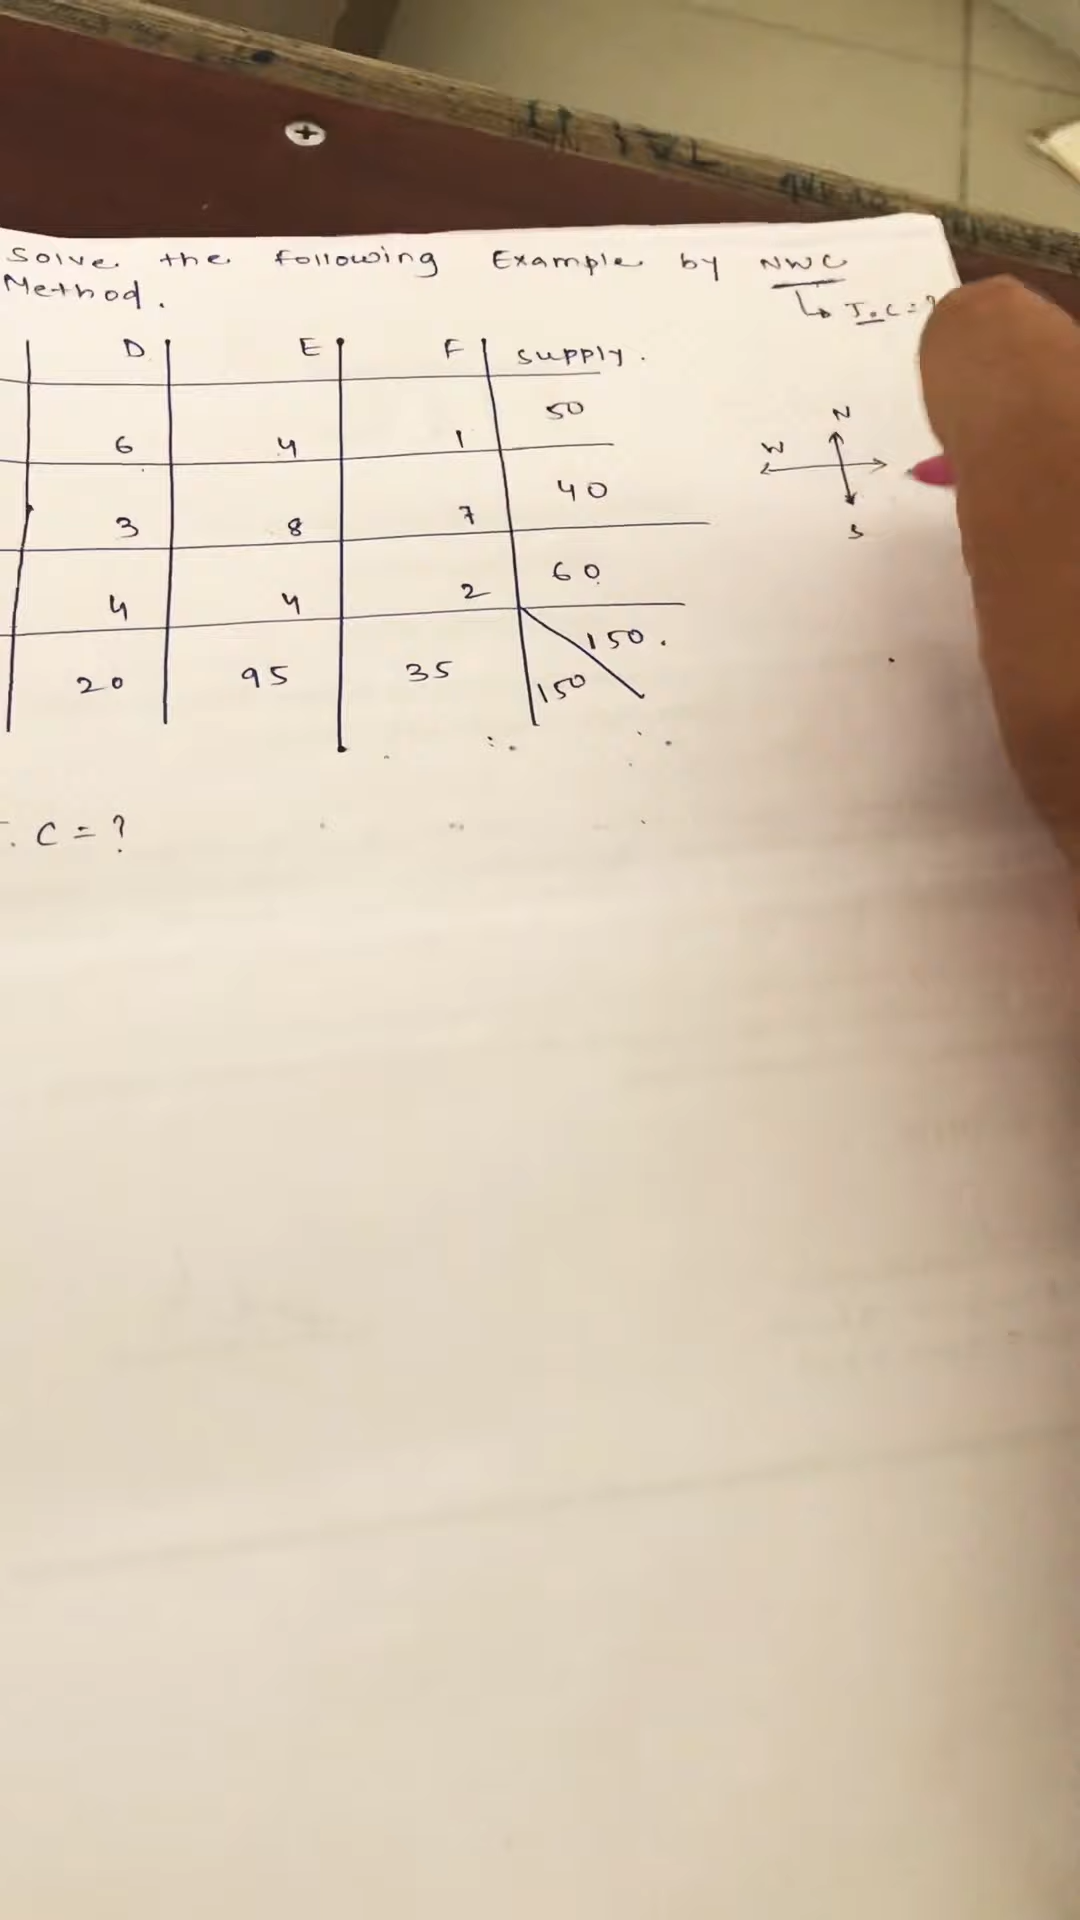 Solve the Following Example by NWC
Method.
↳ T.C = ?
D E F supply.
50
6 4 1
40
3 8 7
60
4 4 2
150.
20 95 35
150
N
W
S
. C = ?